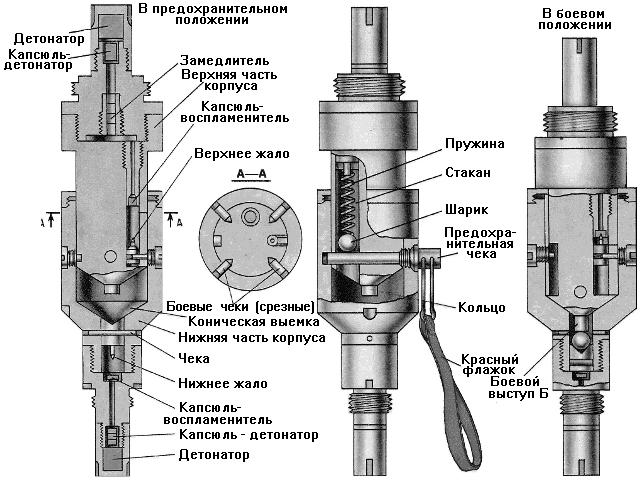 В предохранительном
положении
Детонатор
Капсюль-
детонатор
Замедлитель
Верхняя часть
корпуса
Капсюль-
воспламенитель
Верхнее жало
А—А
А
А
Боевые чеки (срезные)
Коническая выемка
Нижняя часть корпуса
Чека
Нижнее жало
Капсюль-
воспламенитель
Капсюль - детонатор
Детонатор
Пружина
Стакан
Шарик
Предохра-
нительная
чека
Кольцо
Красный
флажок
В боевом
положении
Боевой
выступ Б